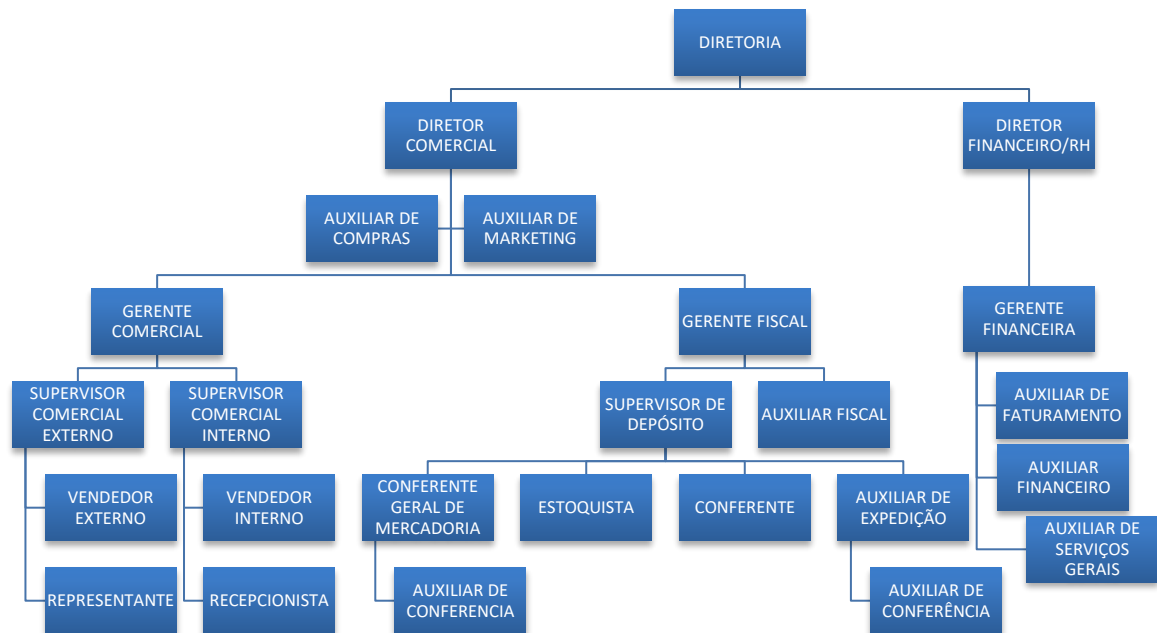 DIRETORIA
DIRETOR
COMERCIAL
DIRETOR
FINANCEIRO/RH
AUXILIAR DE
COMPRAS
AUXILIAR DE
MARKETING
GERENTE
COMERCIAL
GERENTE FISCAL
GERENTE
FINANCEIRA
SUPERVISOR
COMERCIAL
EXTERNO
SUPERVISOR
COMERCIAL
INTERNO
SUPERVISOR DE
DEPÓSITO
AUXILIAR FISCAL
AUXILIAR DE
FATURAMENTO
VENDEDOR
EXTERNO
VENDEDOR
INTERNO
CONFERENTE
GERAL DE
MERCADORIA
ESTOQUISTA
CONFERENTE
AUXILIAR DE
EXPEDIÇÃO
AUXILIAR
FINANCEIRO
AUXILIAR DE
SERVIÇOS
GERAIS
REPRESENTANTE
RECEPCIONISTA
AUXILIAR DE
CONFERENCIA
AUXILIAR DE
CONFERÊNCIA